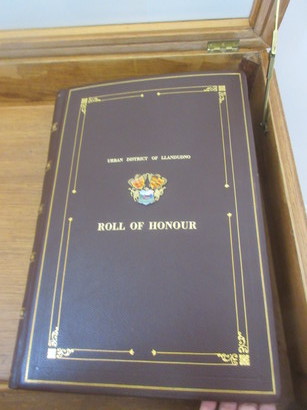 URBAN DISTRICT OF LLANDUDNO
ROLL OF HONOUR